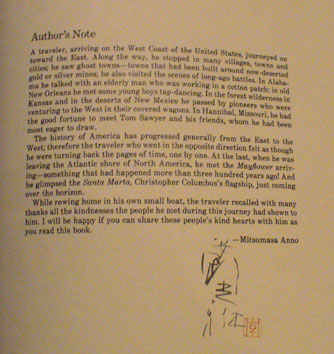 Author's Note
A traveler, arriving on the West Coast of the United States, journeyed on
toward the East. Along the way, he stopped in many villages, towns and
cities; he saw ghost towns—towns that had been built around now-deserted
gold or silver mines; he also visited the scenes of long-ago battles. In Alaba-
ma he talked with an elderly man who was working in a cotton patch; in old
New Orleans he met some young boys tap-dancing. In the forest wilderness in
Kansas and in the deserts of New Mexico he passed by pioneers who were
venturing to the West in their covered wagons. In Hannibal, Missouri, he had
the good fortune to meet Tom Sawyer and his friends, whom he had been
most eager to draw.
The history of America has progressed generally from the East to the
West; therefore the traveler who went in the opposite direction felt as though
he were turning back the pages of time, one by one. At the last, when he was
leaving the Atlantic shore of North America, he met the Mayflower arriv-
ing—something that had happened more than three hundred years ago! And
he glimpsed the Santa Maria, Christopher Columbus's flagship, just coming
over the horizon.
While rowing home in his own small boat, the traveler recalled with many
thanks all the kindnesses the people he met during this journey had shown to
him. I will be happy if you can share these people's kind hearts with him as
you read this book.
—Mitsumasa Anno